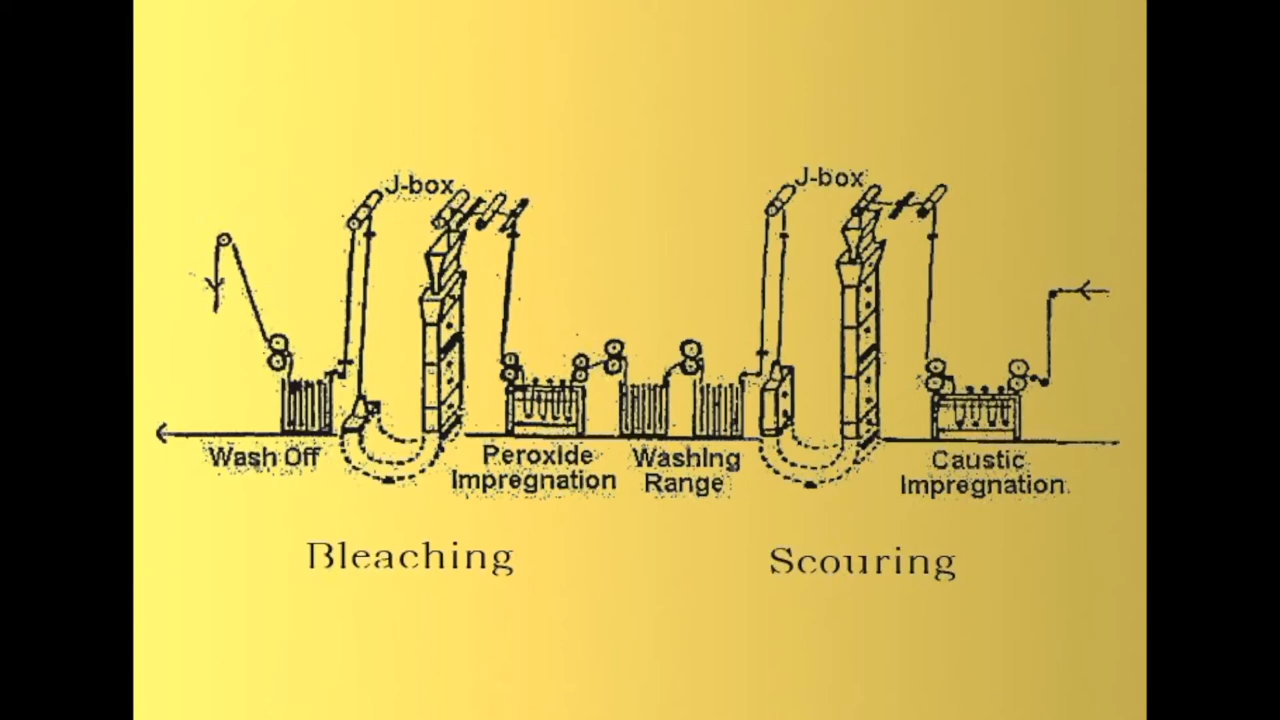 J-box
J-box
Wash Off
Peroxide
Impregnation
Washing
Range
Caustic
Impregnation
Bleaching
Scouring